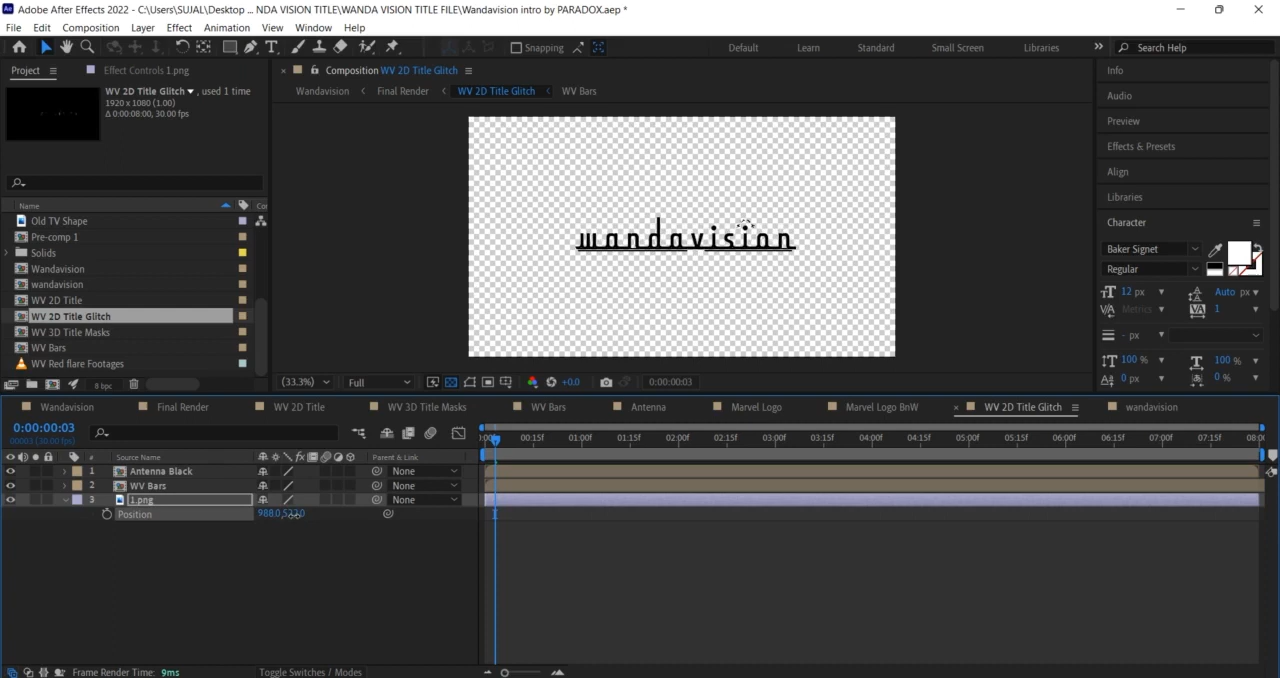 Adobe After Effects 2022 - C:\Users\SUJAL\Desktop ... NDA VISION TITLE\WANDA VISION TITLE FILE\Wandavision intro by PARADOX.aep *
File Edit Composition Layer Effect Animation View Window Help
Snapping Default Learn Standard Small Screen Libraries Search Help
Project Effect Controls 1.png Composition WV 2D Title Glitch Info
WV 2D Title Glitch, used 1 time
1920 x 1080 (1.00)
Δ 0:00:08:00, 30.00 fps
Wandavision Final Render WV 2D Title Glitch WV Bars
Audio
Preview
Effects & Presets
Align
Libraries
Character
Name
Old TV Shape
Pre-comp 1
Solids
Wandavision
wandavision
WV 2D Title
WV 2D Title Glitch
WV 3D Title Masks
WV Bars
WV Red flare Footages
8 bpc
wandavision
(33.3%) Full +0.0 0:00:00:03
Baker Signet
Regular
12 px Auto px
Metrics 1
- px
100 % 100 %
0 px 0 %
Wandavision Final Render WV 2D Title WV 3D Title Masks WV Bars Antenna Marvel Logo Marvel Logo BnW WV 2D Title Glitch wandavision
0:00:00:03
00003 (30.00 fps)
00:15f 01:00f 01:15f 02:00f 02:15f 03:00f 03:15f 04:00f 04:15f 05:00f 05:15f 06:00f 06:15f 07:00f 07:15f
# Source Name Parent & Link
1 Antenna Black None
2 WV Bars None
3 1.png None
Position 988.0
Frame Render Time: 9ms Toggle Switches / Modes